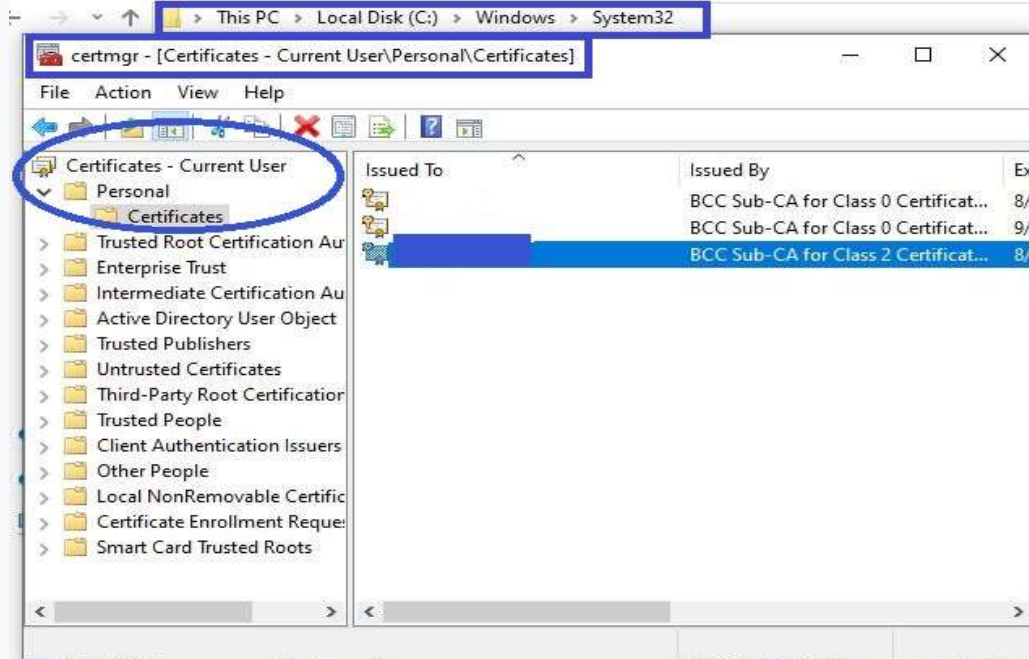 This PC > Local Disk (C:) > Windows > System32
certmgr - [Certificates - Current User\Personal\Certificates]
File Action View Help
Certificates - Current User
Personal
Certificates
Trusted Root Certification Au
Enterprise Trust
Intermediate Certification Au
Active Directory User Object
Trusted Publishers
Untrusted Certificates
Third-Party Root Certification
Trusted People
Client Authentication Issuers
Other People
Local NonRemovable Certific
Certificate Enrollment Reque
Smart Card Trusted Roots
Issued To Issued By Ex
BCC Sub-CA for Class 0 Certificat... 8/
BCC Sub-CA for Class 0 Certificat... 9/
BCC Sub-CA for Class 2 Certificat... 8/